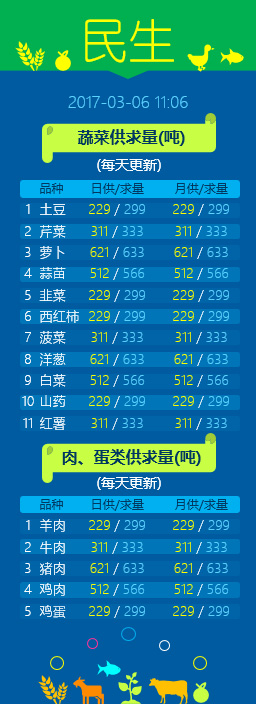 民生
2017-03-06 11:06
蔬菜供求量(吨)
(每天更新)
品种 日供/求量 月供/求量
1 土豆 229 / 299 229 / 299
2 芹菜 311 / 333 311 / 333
3 萝卜 621 / 633 621 / 633
4 蒜苗 512 / 566 512 / 566
5 韭菜 229 / 299 229 / 299
6 西红柿 229 / 299 229 / 299
7 菠菜 311 / 333 311 / 333
8 洋葱 621 / 633 621 / 633
9 白菜 512 / 566 512 / 566
10 山药 229 / 299 229 / 299
11 红薯 311 / 333 311 / 333
肉、蛋类供求量(吨)
(每天更新)
品种 日供/求量 月供/求量
1 羊肉 229 / 299 229 / 299
2 牛肉 311 / 333 311 / 333
3 猪肉 621 / 633 621 / 633
4 鸡肉 512 / 566 512 / 566
5 鸡蛋 229 / 299 229 / 299